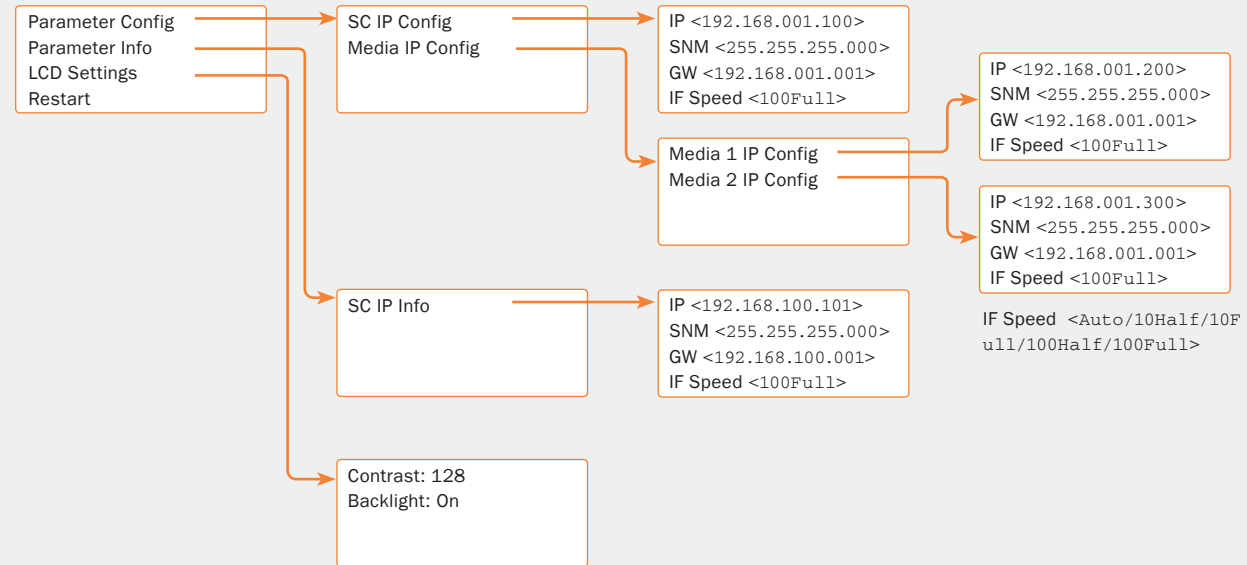 Parameter Config
Parameter Info
LCD Settings
Restart
SC IP Config
Media IP Config
IP <192.168.001.100>
SNM <255.255.255.000>
GW <192.168.001.001>
IF Speed <100Full>
Media 1 IP Config
Media 2 IP Config
IP <192.168.001.200>
SNM <255.255.255.000>
GW <192.168.001.001>
IF Speed <100Full>
IP <192.168.001.300>
SNM <255.255.255.000>
GW <192.168.001.001>
IF Speed <100Full>
IF Speed <Auto/10Half/10F
ull/100Half/100Full>
SC IP Info
IP <192.168.100.101>
SNM <255.255.255.000>
GW <192.168.100.001>
IF Speed <100Full>
Contrast: 128
Backlight: On